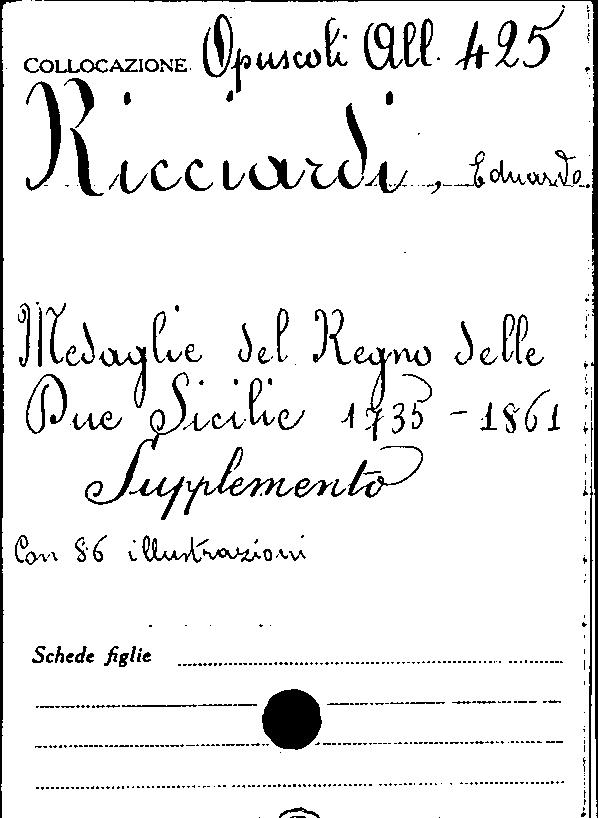 COLLOCAZIONE Opuscoli All. 425
Ricciardi, Eduardo
Medaglie del Regno delle
Due Sicilie 1735 - 1861
Supplemento
Con 86 illustrazioni
Schede figlie